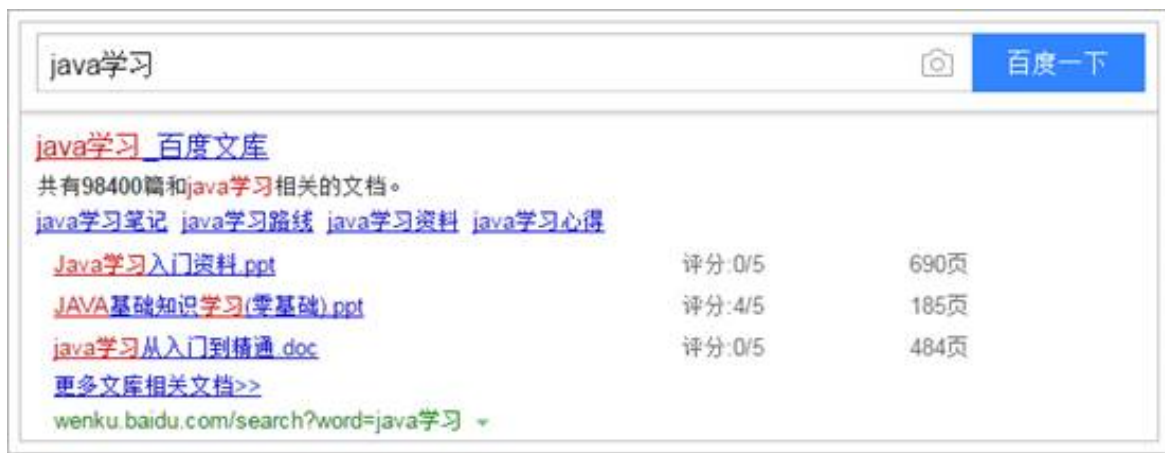 java学习 百度一下
java学习_百度文库
共有98400篇和java学习相关的文档。
java学习笔记 java学习路线 java学习资料 java学习心得
Java学习入门资料.ppt 评分:0/5 690页
JAVA基础知识学习(零基础).ppt 评分:4/5 185页
java学习从入门到精通.doc 评分:0/5 484页
更多文库相关文档>>
wenku.baidu.com/search?word=java学习